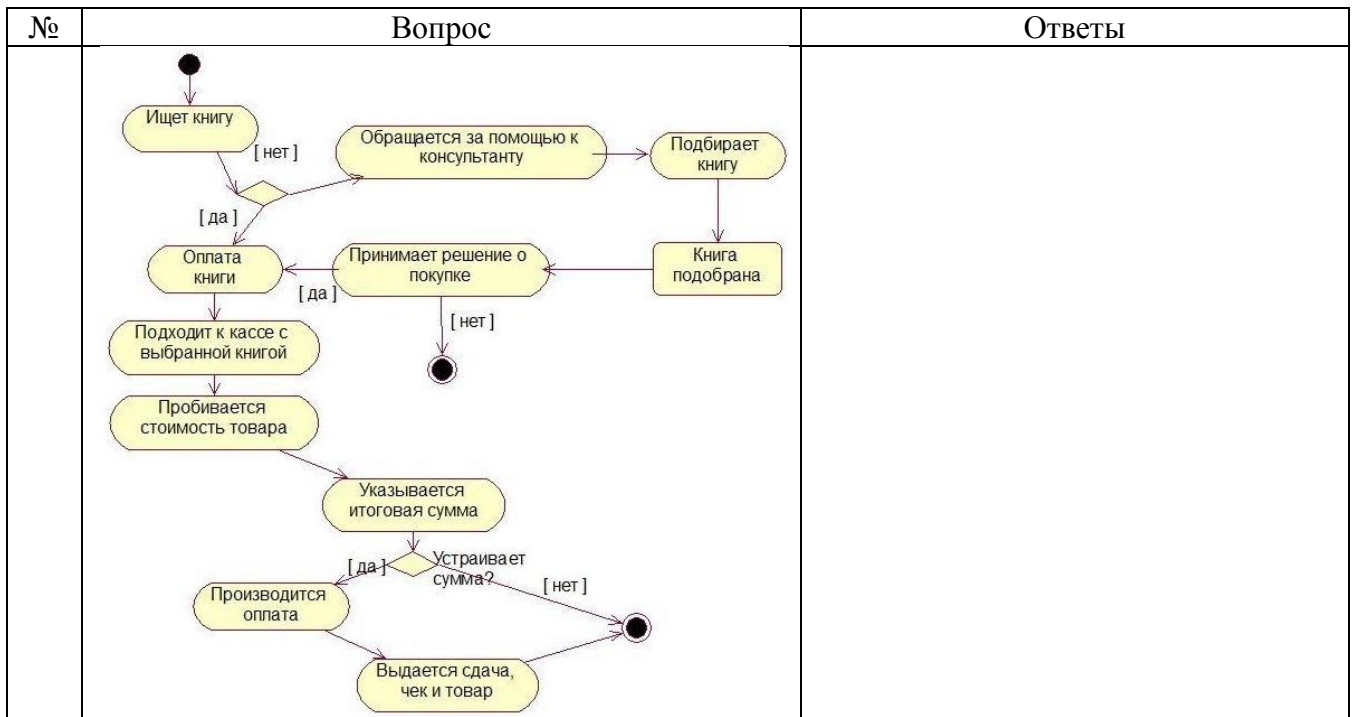 № Вопрос Ответы
Ищет книгу
[ нет ]
Обращается за помощью к
консультанту
Подбирает
книгу
[ да ]
Оплата
книги
[ да ]
Принимает решение о
покупке
Книга
подобрана
[ нет ]
Подходит к кассе с
выбранной книгой
Пробивается
стоимость товара
Указывается
итоговая сумма
[ да ]
Устраивает
сумма?
[ нет ]
Производится
оплата
Выдается сдача,
чек и товар